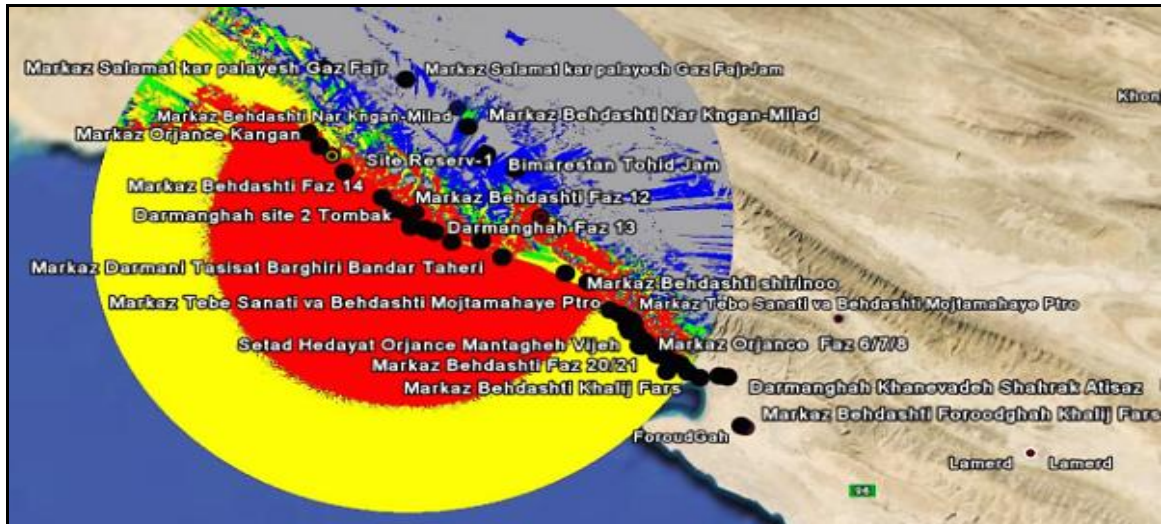 Markaz Salamat kar palayesh Gaz Fajr
Markaz Salamat kar palayesh Gaz FajrJam
Markaz Behdashti Nar Kngan-Milad
Markaz Behdashti Nar Kngan-Milad
Markaz Orjance Kangan
Site Reserv-1
Bimarestan Tohid Jam
Markaz Behdashti Faz 14
Markaz Behdashti Faz 12
Darmanghah site 2 Tombak
Darmanghah Faz 13
Markaz Darmani Tasisat Barghiri Bandar Taheri
Markaz Behdashti shirinoo
Markaz Tebe Sanati va Behdashti Mojtamahaye Ptro
Markaz Tebe Sanati va Behdashti Mojtamahaye Ptro
Setad Hedayat Orjance Mantagheh Vijeh
Markaz Orjance Faz 6/7/8
Markaz Behdashti Faz 20/21
Markaz Behdashti Khalij Fars
Darmanghah Khanevadeh Shahrak Atisaz
Markaz Behdashti Foroodghah Khalij Fars
ForoudGah
Lamerd
Lamerd
96